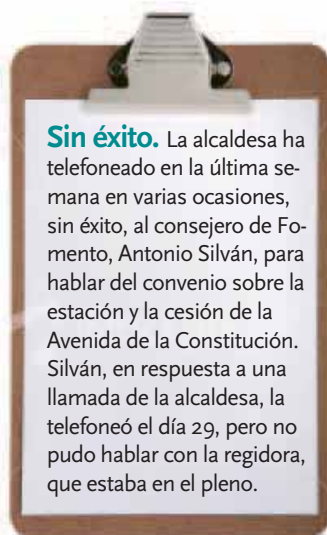 Sin éxito. La alcaldesa ha
telefoneado en la última se-
mana en varias ocasiones,
sin éxito, al consejero de Fo-
mento, Antonio Silván, para
hablar del convenio sobre la
estación y la cesión de la
Avenida de la Constitución.
Silván, en respuesta a una
llamada de la alcaldesa, la
telefoneó el día 29, pero no
pudo hablar con la regidora,
que estaba en el pleno.